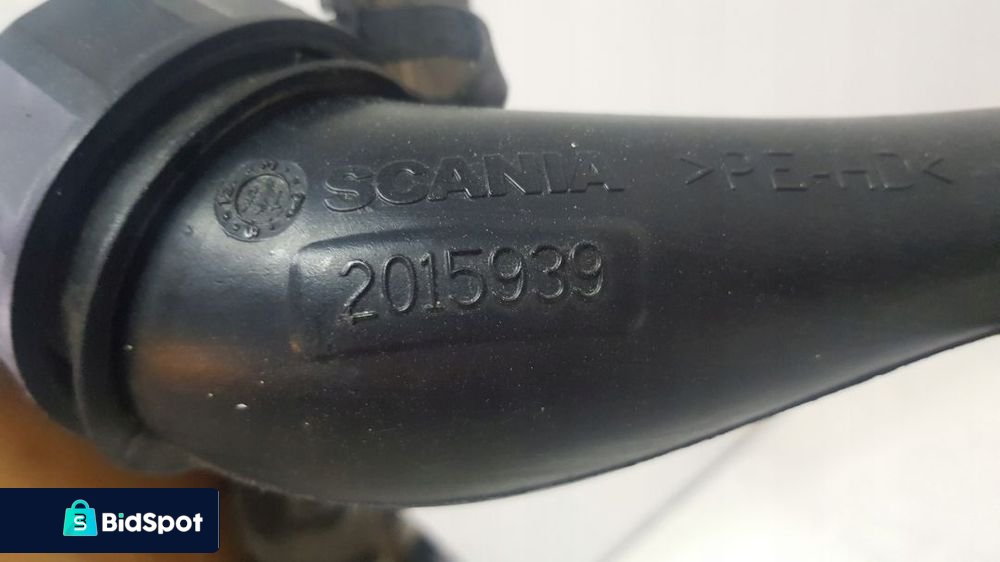 SCANIA >PE-HD<
2015939
BidSpot